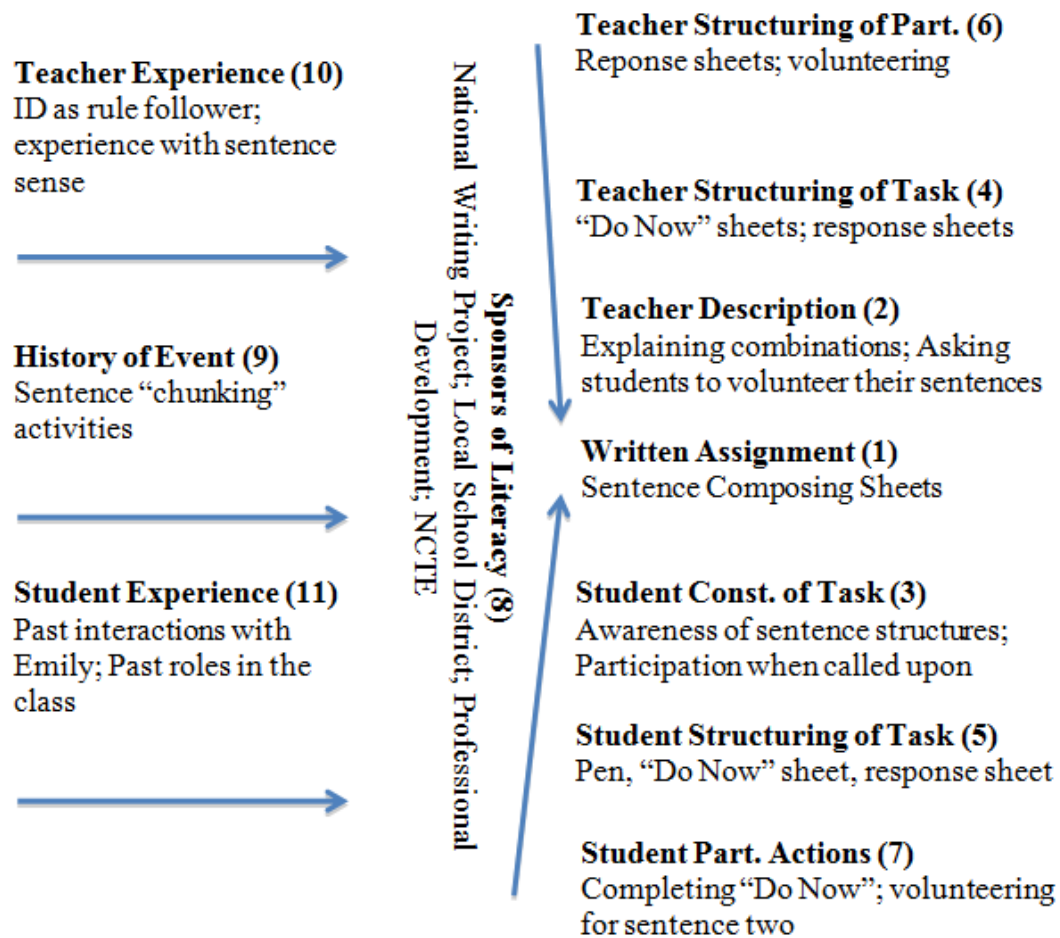 Teacher Experience (10)
ID as rule follower;
experience with sentence
sense
History of Event (9)
Sentence “chunking”
activities
Student Experience (11)
Past interactions with
Emily; Past roles in the
class
Sponsors of Literacy (8)
National Writing Project; Local School District; Professional
Development; NCTE
Teacher Structuring of Part. (6)
Reponse sheets; volunteering
Teacher Structuring of Task (4)
“Do Now” sheets; response sheets
Teacher Description (2)
Explaining combinations; Asking
students to volunteer their sentences
Written Assignment (1)
Sentence Composing Sheets
Student Const. of Task (3)
Awareness of sentence structures;
Participation when called upon
Student Structuring of Task (5)
Pen, “Do Now” sheet, response sheet
Student Part. Actions (7)
Completing “Do Now”; volunteering
for sentence two